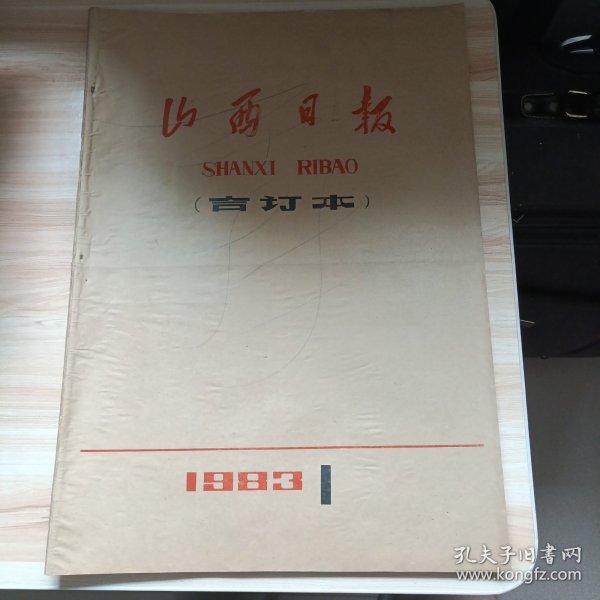 山西日报
SHANXI RIBAO
(合订本)
1983 1
孔夫子旧書网
www.kongfz.com